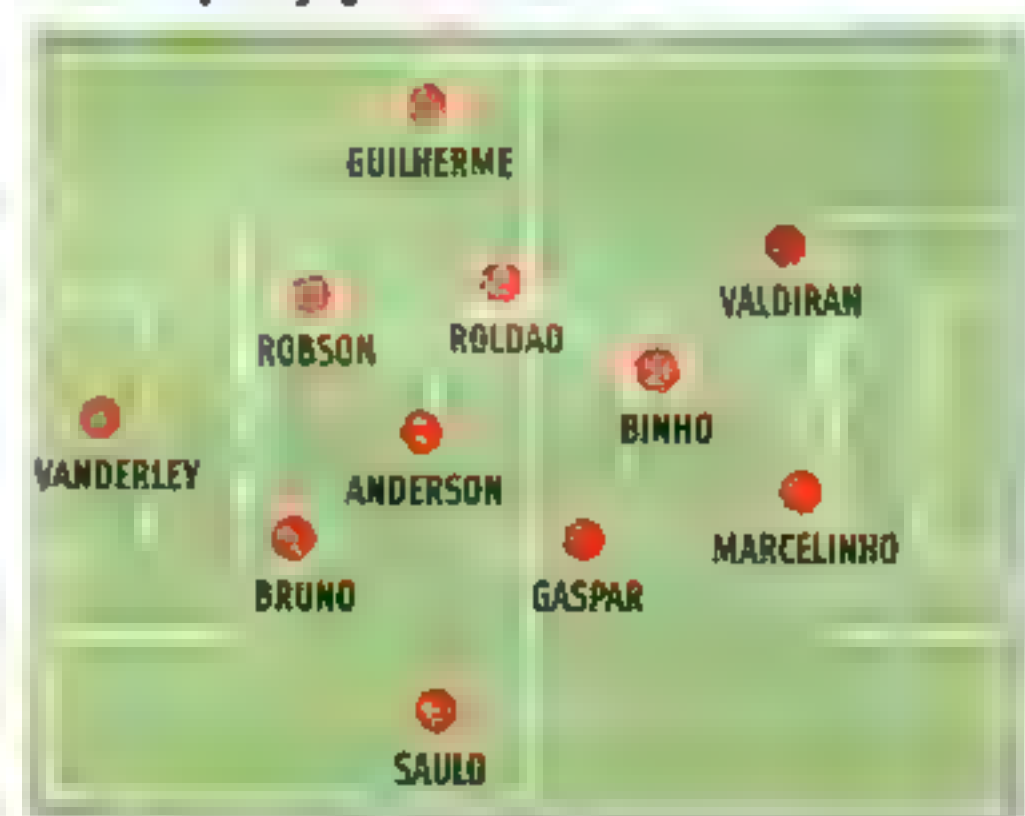 GUILHERME
VALDIRAN
ROBSON
ROLDAO
BINHO
VANDERLEY
ANDERSON
MARCELINHO
BRUNO
GASPAR
SAULO